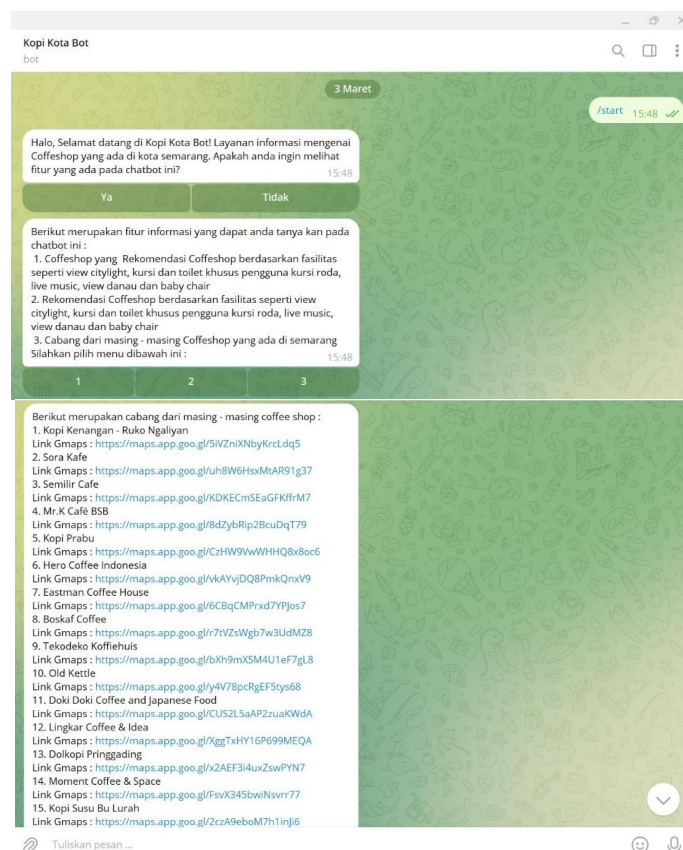 Kopi Kota Bot
bot
3 Maret
/start 15:48
Halo, Selamat datang di Kopi Kota Bot! Layanan informasi mengenai
Coffeshop yang ada di kota semarang. Apakah anda ingin melihat
fitur yang ada pada chatbot ini?
15:48
Ya Tidak
Berikut merupakan fitur informasi yang dapat anda tanya kan pada
chatbot ini :
1. Coffeshop yang Rekomendasi Coffeshop berdasarkan fasilitas
seperti view citylight, kursi dan toilet khusus pengguna kursi roda,
live music, view danau dan baby chair
2. Rekomendasi Coffeshop berdasarkan fasilitas seperti view
citylight, kursi dan toilet khusus pengguna kursi roda, live music,
view danau dan baby chair
3. Cabang dari masing - masing Coffeshop yang ada di semarang
Silahkan pilih menu dibawah ini :
15:48
1 2 3
Berikut merupakan cabang dari masing - masing coffee shop :
1. Kopi Kenangan - Ruko Ngaliyan
Link Gmaps : https://maps.app.goo.gl/5iVZniXNbyKrcLdq5
2. Sora Kafe
Link Gmaps : https://maps.app.goo.gl/uh8W6HsxMtAR91g37
3. Semilir Cafe
Link Gmaps : https://maps.app.goo.gl/KDKECmSEaGFKffrM7
4. Mr.K Café BSB
Link Gmaps : https://maps.app.goo.gl/8dZybRip2BcuDqT79
5. Kopi Prabu
Link Gmaps : https://maps.app.goo.gl/CzHW9VwWHHQ8x8oc6
6. Hero Coffee Indonesia
Link Gmaps : https://maps.app.goo.gl/vkAYvjDQ8PmkQnxV9
7. Eastman Coffee House
Link Gmaps : https://maps.app.goo.gl/6CBqCMPrxd7YPJos7
8. Boskaf Coffee
Link Gmaps : https://maps.app.goo.gl/r7tVZsWgb7w3UdMZ8
9. Tekodeko Koffiehuis
Link Gmaps : https://maps.app.goo.gl/bXh9mXSM4U1eF7gL8
10. Old Kettle
Link Gmaps : https://maps.app.goo.gl/y4V78pcRgEF5tys68
11. Doki Doki Coffee and Japanese Food
Link Gmaps : https://maps.app.goo.gl/CUS2L5aAP2zuaKWdA
12. Lingkar Coffee & Idea
Link Gmaps : https://maps.app.goo.gl/XggTxHY16P699MEQA
13. Dolkopi Pringgading
Link Gmaps : https://maps.app.goo.gl/x2AEF3i4uxZswPYN7
14. Moment Coffee & Space
Link Gmaps : https://maps.app.goo.gl/FsvX345bwiNsvrr77
15. Kopi Susu Bu Lurah
Link Gmaps : https://maps.app.goo.gl/2czA9eboM7h1inJi6
Tuliskan pesan ...